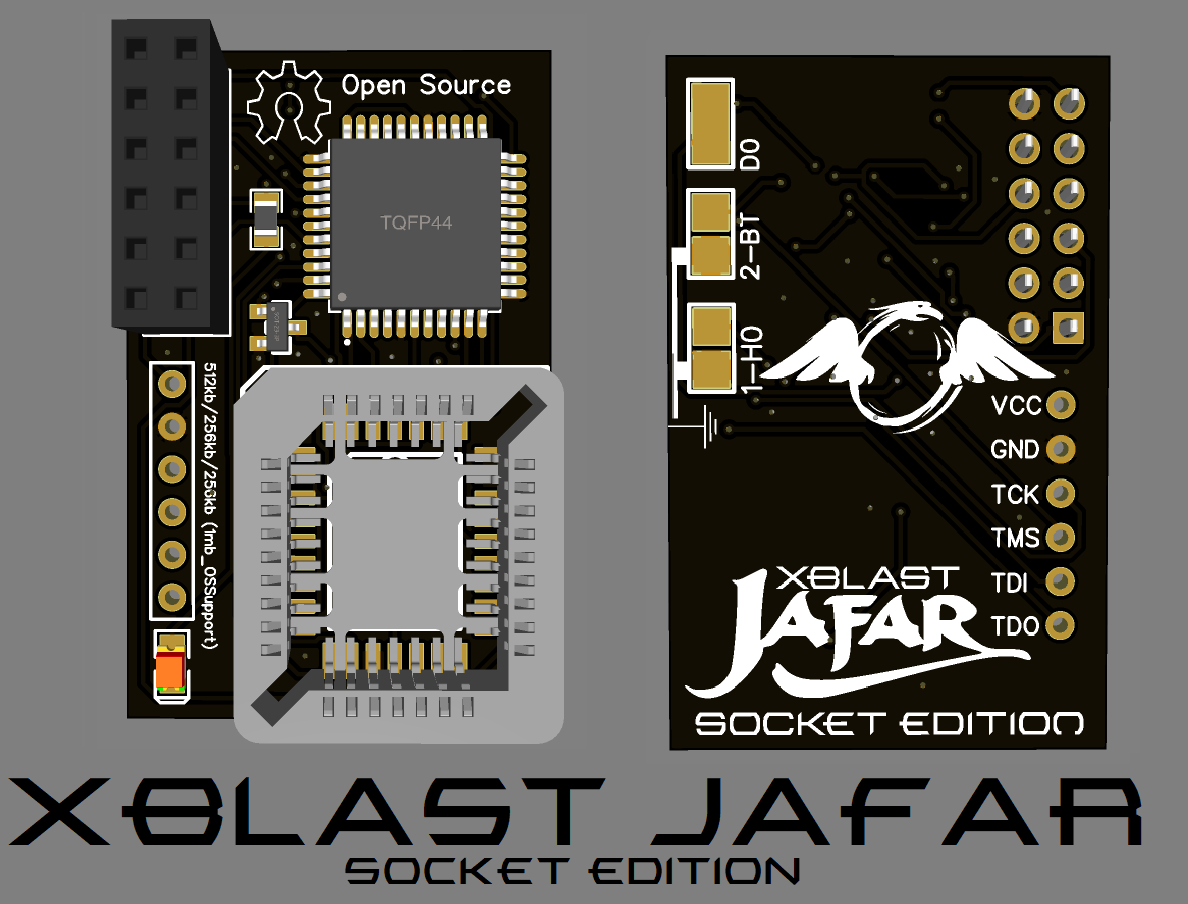 Open Source
TQFP44
512kb/256kb/256kb (1mb_OSSupport)
D0
2-BT
1-H0
VCC
GND
TCK
TMS
TDI
TDO
XBLAST
JAFAR
SOCKET EDITION
XBLAST JAFAR
SOCKET EDITION